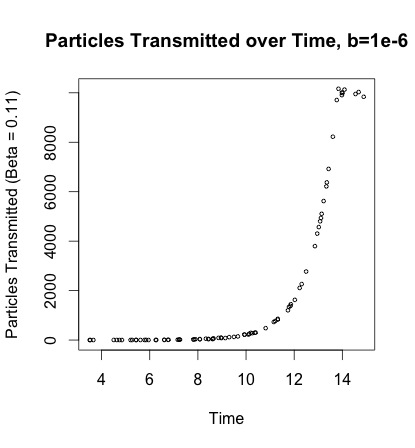 Particles Transmitted over Time, b=1e-6
Particles Transmitted (Beta = 0.11)
8000
6000
4000
2000
0
4 6 8 10 12 14
Time